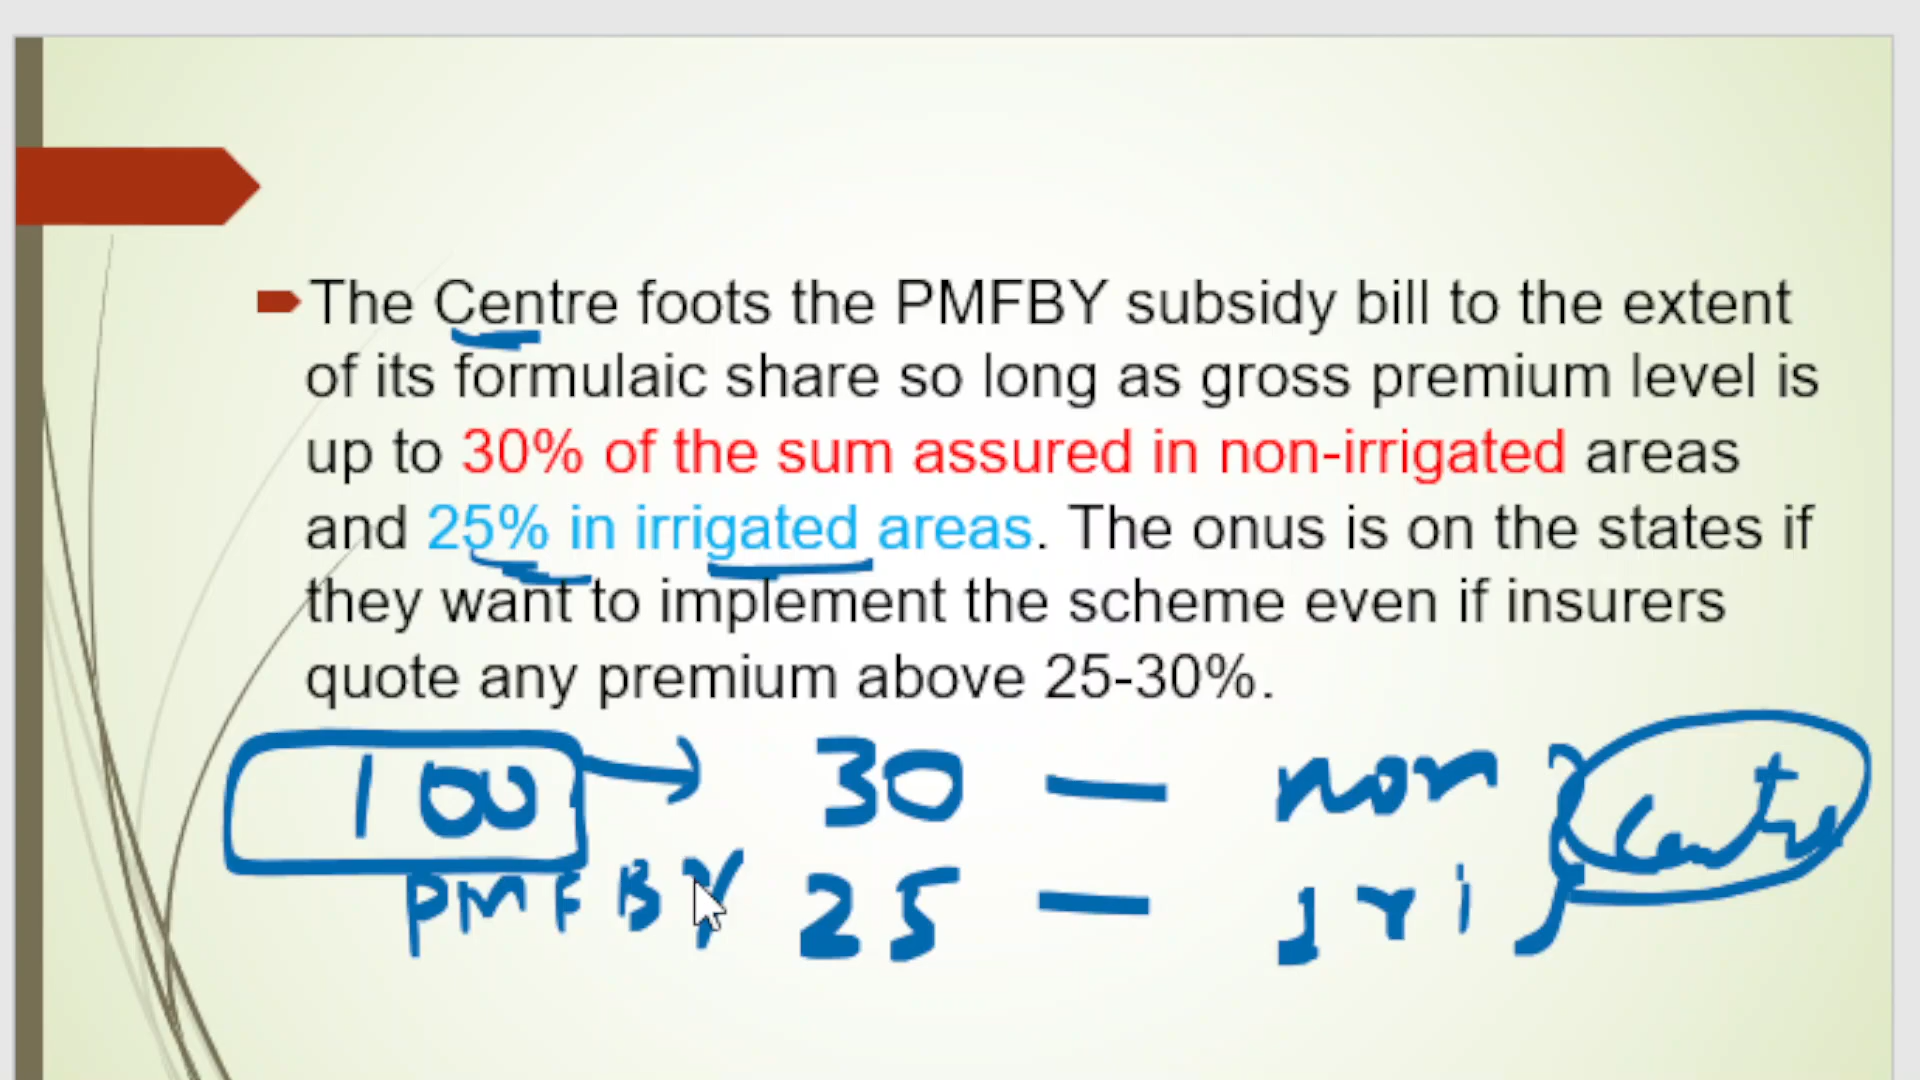 The Centre foots the PMFBY subsidy bill to the extent
of its formulaic share so long as gross premium level is
up to 30% of the sum assured in non-irrigated areas
and 25% in irrigated areas. The onus is on the states if
they want to implement the scheme even if insurers
quote any premium above 25-30%.
100 → 30 — non
Centre
PMFBY 25 — Irri